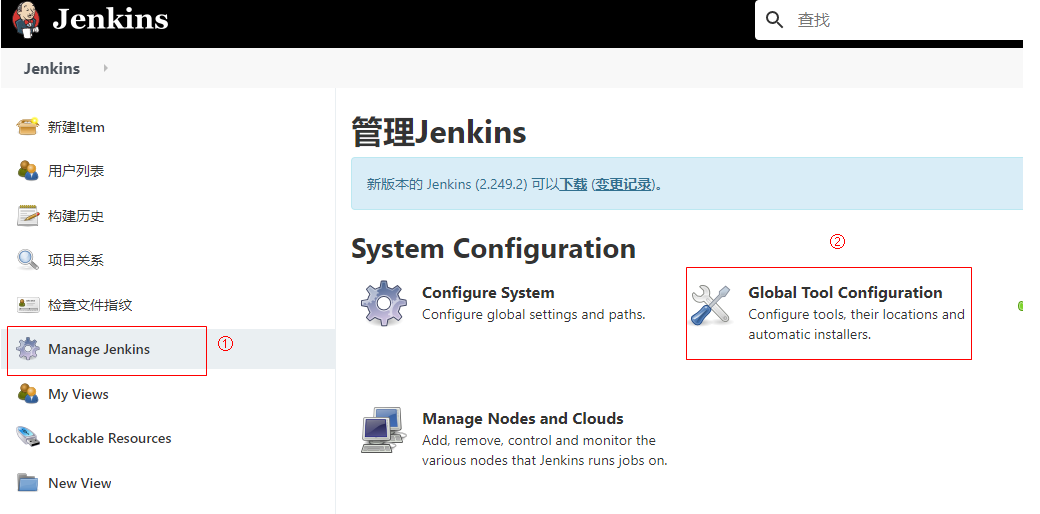 Jenkins
查找
Jenkins
新建Item
用户列表
构建历史
项目关系
检查文件指纹
Manage Jenkins
①
My Views
Lockable Resources
New View
管理Jenkins
新版本的 Jenkins (2.249.2) 可以下载 (变更记录)。
System Configuration
②
Configure System
Configure global settings and paths.
Global Tool Configuration
Configure tools, their locations and
automatic installers.
Manage Nodes and Clouds
Add, remove, control and monitor the
various nodes that Jenkins runs jobs on.